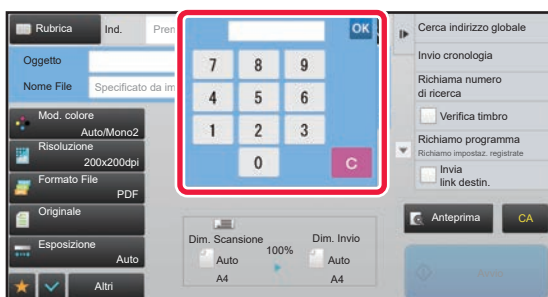 Rubrica
Ind.
Oggetto
Nome File
Specificato da im
Mod. colore
Auto/Mono2
Risoluzione
200x200dpi
Formato File
PDF
Originale
Esposizione
Auto
Altri
OK
7 8 9
4 5 6
1 2 3
0 C
Dim. Scansione
100%
Dim. Invio
Auto
A4
Auto
A4
Cerca indirizzo globale
Invio cronologia
Richiama numero
di ricerca
Verifica timbro
Richiamo programma
Richiamo impostaz. registrate
Invia
link destin.
Anteprima
CA